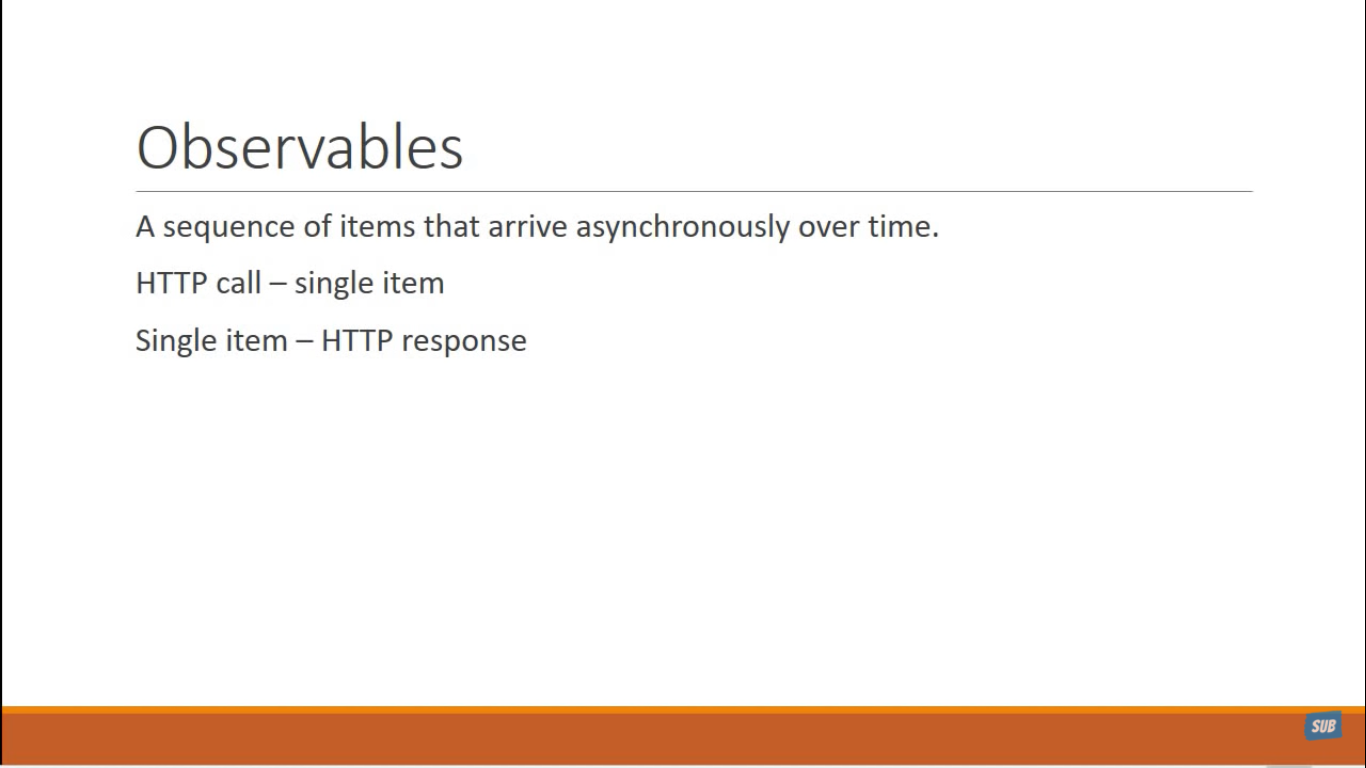 Observables
A sequence of items that arrive asynchronously over time.
HTTP call – single item
Single item – HTTP response
SUB